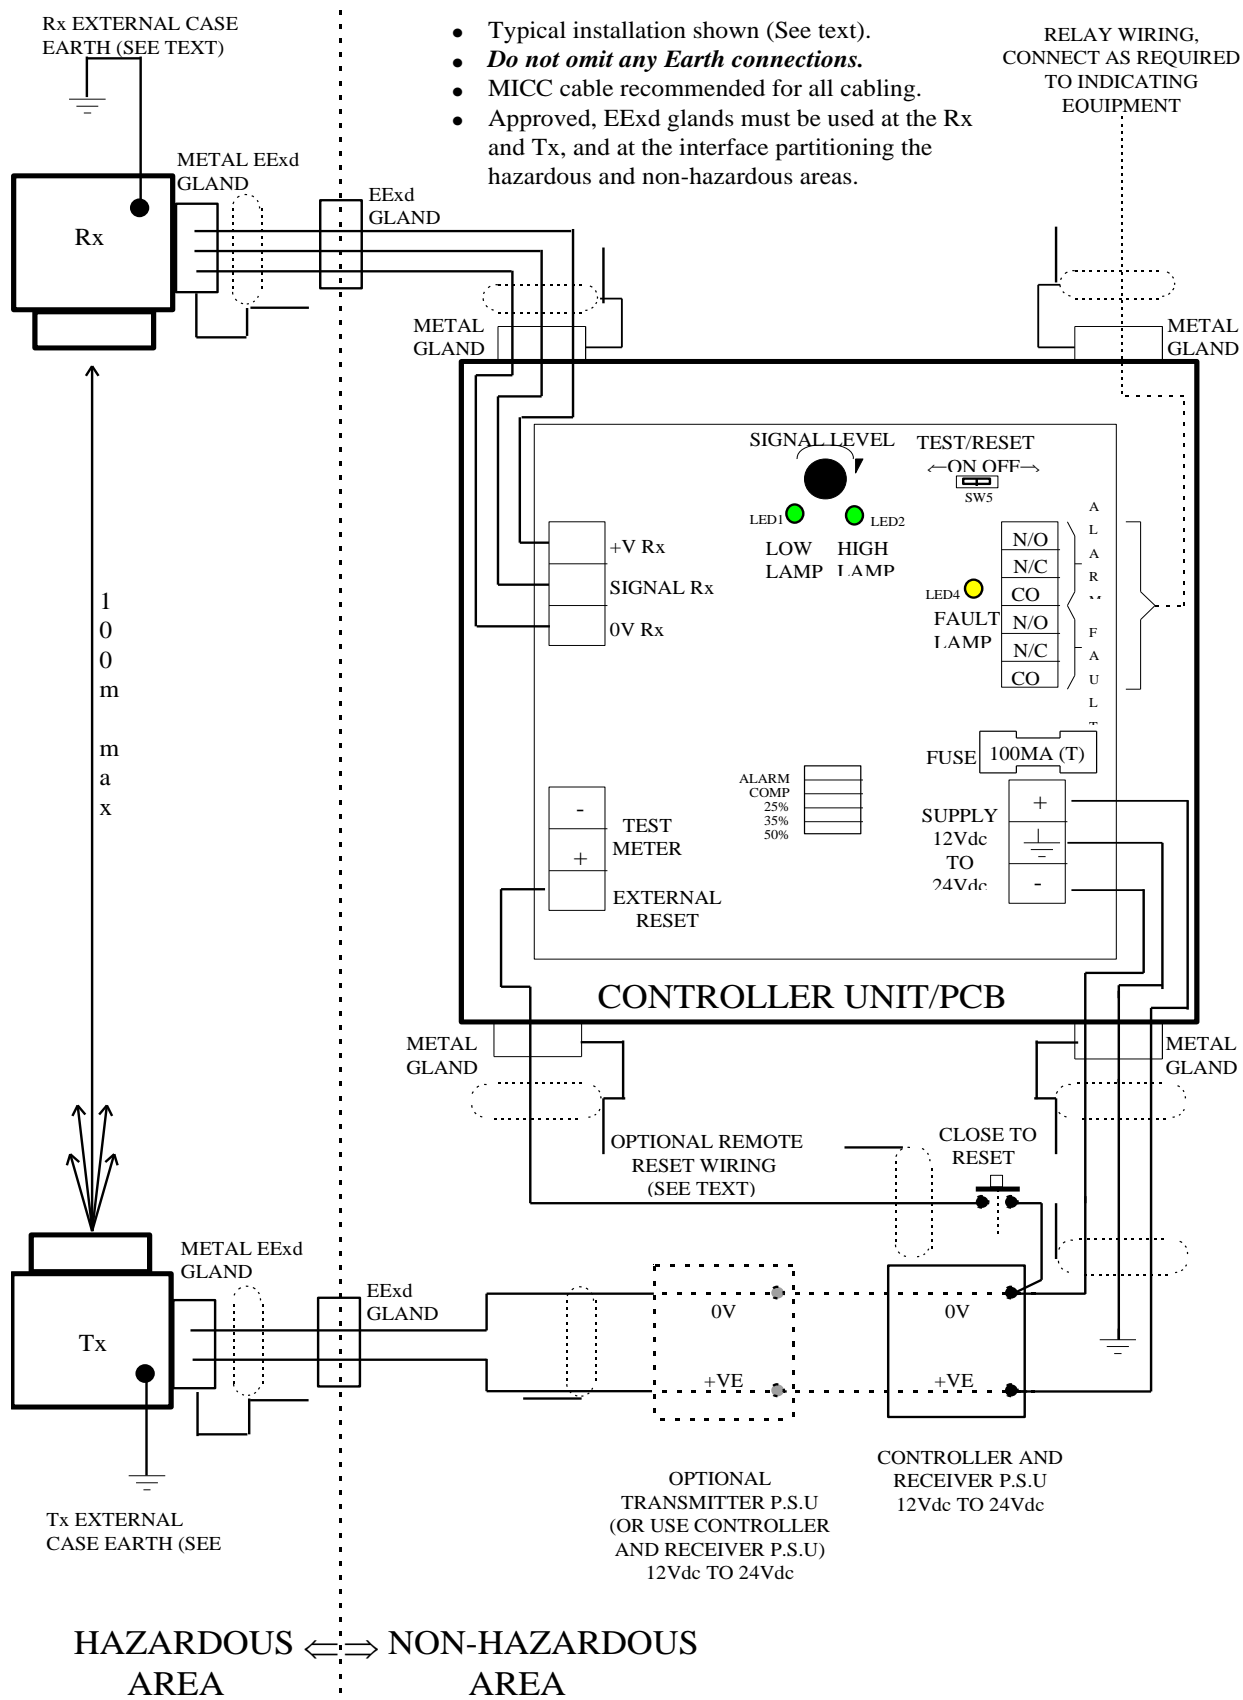 Rx EXTERNAL CASE
EARTH (SEE TEXT)
• Typical installation shown (See text).
• Do not omit any Earth connections.
• MICC cable recommended for all cabling.
• Approved, EExd glands must be used at the Rx
and Tx, and at the interface partitioning the
hazardous and non-hazardous areas.
RELAY WIRING,
CONNECT AS REQUIRED
TO INDICATING
EQUIPMENT
METAL EExd
GLAND
EExd
GLAND
Rx
METAL
GLAND
METAL
GLAND
SIGNAL LEVEL
TEST/RESET
←ON OFF→
SW5
LED1
LED2
LOW
LAMP
HIGH
LAMP
+V Rx
SIGNAL Rx
0V Rx
LED4
FAULT
LAMP
N/O
N/C
CO
N/O
N/C
CO
ALARM
FAULT
100m max
FUSE
100MA (T)
ALARM
COMP
25%
35%
50%
-
+
TEST
METER
EXTERNAL
RESET
SUPPLY
12Vdc
TO
24Vdc
+
-
CONTROLLER UNIT/PCB
METAL
GLAND
METAL
GLAND
OPTIONAL REMOTE
RESET WIRING
(SEE TEXT)
CLOSE TO
RESET
METAL EExd
GLAND
EExd
GLAND
Tx
0V
+VE
0V
+VE
CONTROLLER AND
RECEIVER P.S.U
12Vdc TO 24Vdc
OPTIONAL
TRANSMITTER P.S.U
(OR USE CONTROLLER
AND RECEIVER P.S.U)
12Vdc TO 24Vdc
Tx EXTERNAL
CASE EARTH (SEE
HAZARDOUS
AREA
⇐⇒
NON-HAZARDOUS
AREA